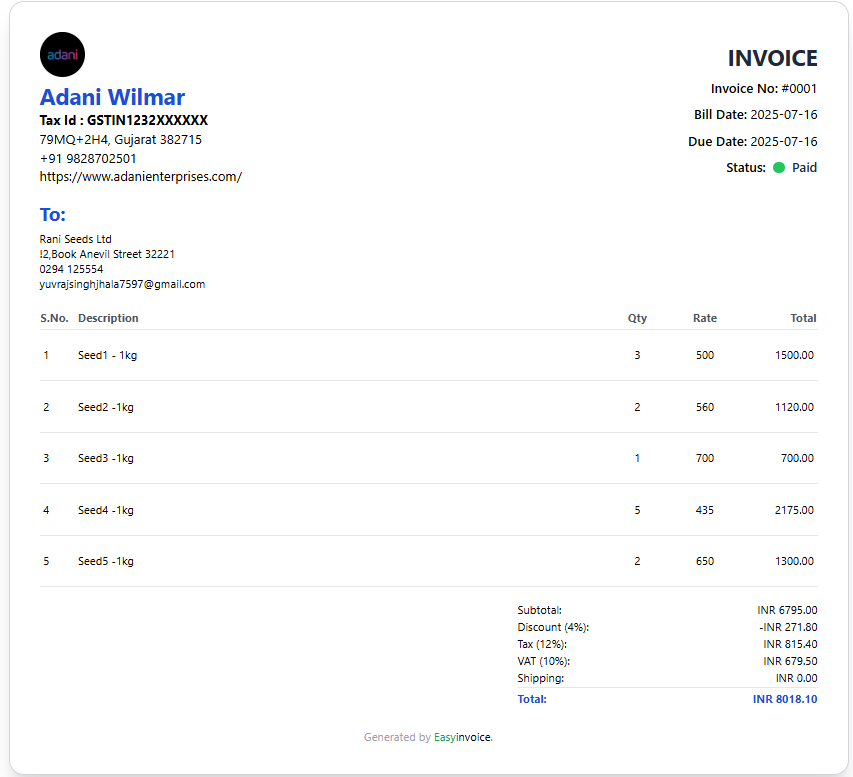 adani
Adani Wilmar
Tax Id : GSTIN1232XXXXXX
79MQ+2H4, Gujarat 382715
+91 9828702501
https://www.adanienterprises.com/
INVOICE
Invoice No: #0001
Bill Date: 2025-07-16
Due Date: 2025-07-16
Status: Paid
To:
Rani Seeds Ltd
!2,Book Anevil Street 32221
0294 125554
yuvrajsinghjhala7597@gmail.com
S.No. Description Qty Rate Total
1 Seed1 - 1kg 3 500 1500.00
2 Seed2 -1kg 2 560 1120.00
3 Seed3 -1kg 1 700 700.00
4 Seed4 -1kg 5 435 2175.00
5 Seed5 -1kg 2 650 1300.00
Subtotal: INR 6795.00
Discount (4%): -INR 271.80
Tax (12%): INR 815.40
VAT (10%): INR 679.50
Shipping: INR 0.00
Total: INR 8018.10
Generated by Easyinvoice.